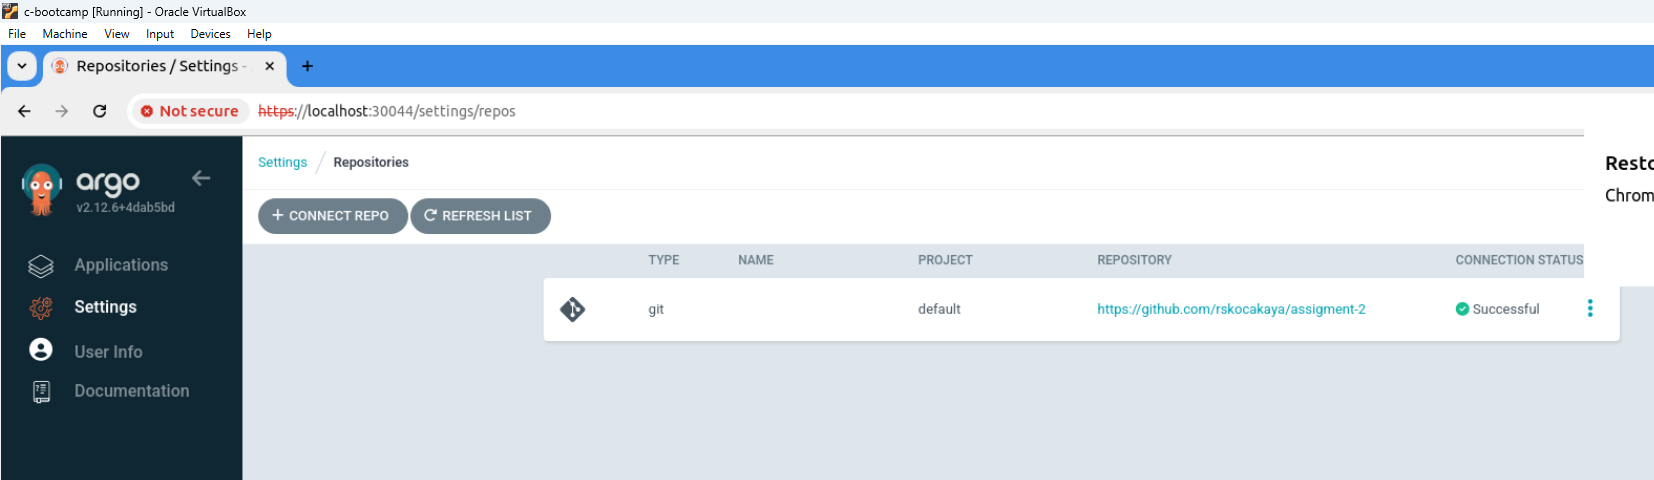 c-bootcamp [Running] - Oracle VirtualBox
File Machine View Input Devices Help
Repositories / Settings -
Not secure https://localhost:30044/settings/repos
argo
v2.12.6+4dab5bd
Applications
Settings
User Info
Documentation
Settings / Repositories
+ CONNECT REPO REFRESH LIST
TYPE NAME PROJECT REPOSITORY CONNECTION STATUS
git default https://github.com/rskocakaya/assigment-2 Successful
Resto
Chrom